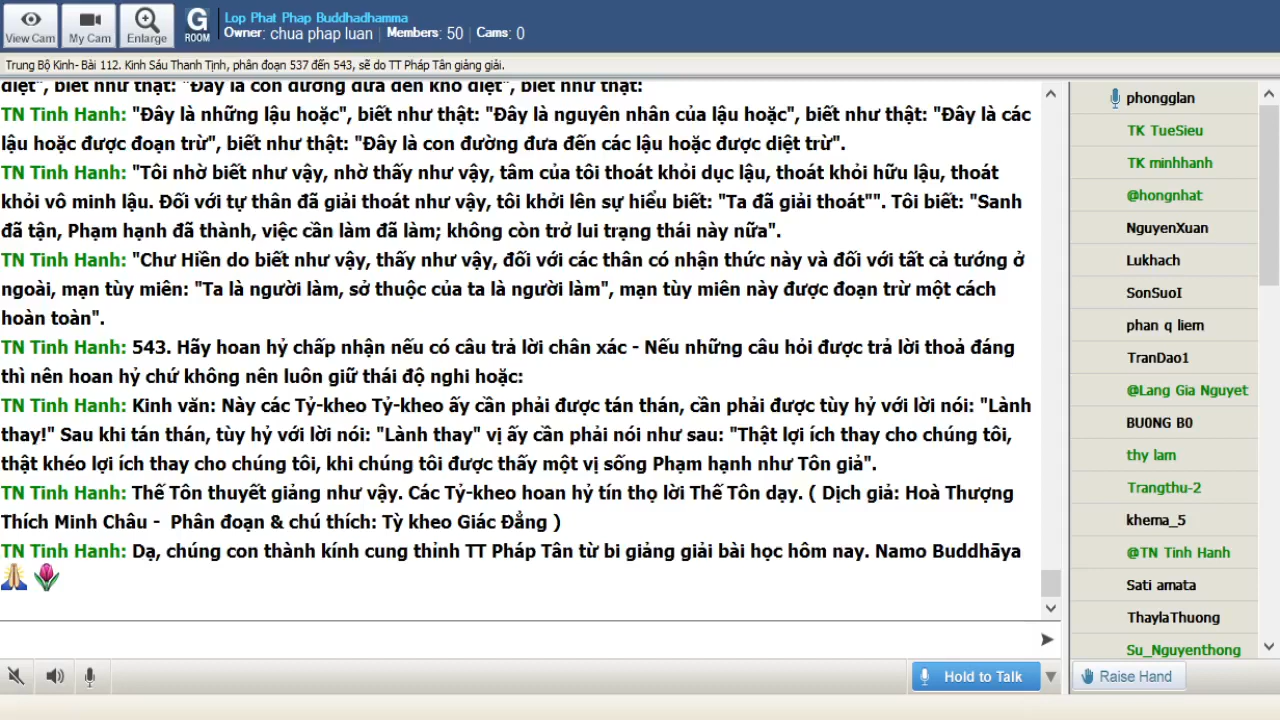 View Cam
My Cam
Enlarge
G
ROOM
Lop Phat Phap Buddhadhamma
Owner: chua phap luan | Members: 50 | Cams: 0
Trung Bộ Kinh- Bài 112. Kinh Sáu Thanh Tịnh, phân đoạn 537 đến 543, sẽ do TT Pháp Tân giảng giải.
diệt", biết như thật: "Đây là con đường đưa đến khổ diệt", biết như thật:
TN Tinh Hanh: "Đây là những lậu hoặc", biết như thật: "Đây là nguyên nhân của lậu hoặc", biết như thật: "Đây là các
lậu hoặc được đoạn trừ", biết như thật: "Đây là con đường đưa đến các lậu hoặc được diệt trừ".
TN Tinh Hanh: "Tôi nhờ biết như vậy, nhờ thấy như vậy, tâm của tôi thoát khỏi dục lậu, thoát khỏi hữu lậu, thoát
khỏi vô minh lậu. Đối với tự thân đã giải thoát như vậy, tôi khởi lên sự hiểu biết: "Ta đã giải thoát"". Tôi biết: "Sanh
đã tận, Phạm hạnh đã thành, việc cần làm đã làm; không còn trở lui trạng thái này nữa".
TN Tinh Hanh: "Chư Hiền do biết như vậy, thấy như vậy, đối với các thân có nhận thức này và đối với tất cả tướng ở
ngoài, mạn tùy miên: "Ta là người làm, sở thuộc của ta là người làm", mạn tùy miên này được đoạn trừ một cách
hoàn toàn".
TN Tinh Hanh: 543. Hãy hoan hỷ chấp nhận nếu có câu trả lời chân xác - Nếu những câu hỏi được trả lời thoả đáng
thì nên hoan hỷ chứ không nên luôn giữ thái độ nghi hoặc:
TN Tinh Hanh: Kinh văn: Này các Tỷ-kheo Tỷ-kheo ấy cần phải được tán thán, cần phải được tùy hỷ với lời nói: "Lành
thay!" Sau khi tán thán, tùy hỷ với lời nói: "Lành thay" vị ấy cần phải nói như sau: "Thật lợi ích thay cho chúng tôi,
thật khéo lợi ích thay cho chúng tôi, khi chúng tôi được thấy một vị sống Phạm hạnh như Tôn giả".
TN Tinh Hanh: Thế Tôn thuyết giảng như vậy. Các Tỷ-kheo hoan hỷ tín thọ lời Thế Tôn dạy. ( Dịch giả: Hoà Thượng
Thích Minh Châu - Phân đoạn & chú thích: Tỳ kheo Giác Đẳng )
TN Tinh Hanh: Dạ, chúng con thành kính cung thỉnh TT Pháp Tân từ bi giảng giải bài học hôm nay. Namo Buddhāya
phongglan
TK TueSieu
TK minhhanh
@hongnhat
NguyenXuan
Lukhach
SonSuoI
phan q liem
TranDao1
@Lang Gia Nguyet
BU0NG B0
thy lam
Trangthu-2
khema_5
@TN Tinh Hanh
Sati amata
ThaylaThuong
Su_Nguyenthong
Hold to Talk
Raise Hand